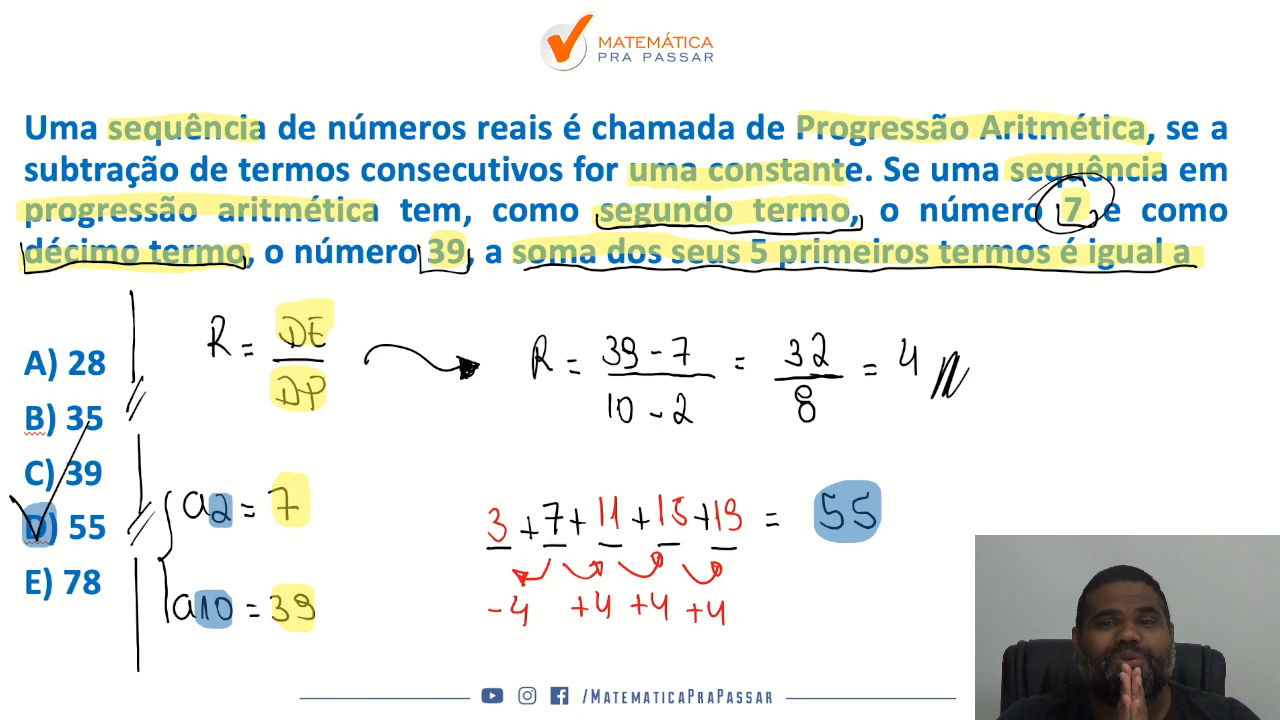 MATEMÁTICA
PRA PASSAR
Uma sequência de números reais é chamada de Progressão Aritmética, se a
subtração de termos consecutivos for uma constante. Se uma sequência em
progressão aritmética tem, como segundo termo, o número 7 e como
décimo termo, o número 39, a soma dos seus 5 primeiros termos é igual a
A) 28
B) 35
C) 39
D) 55
E) 78
R = DE / DP
R = 39 - 7 / 10 - 2 = 32 / 8 = 4
a2 = 7
a10 = 39
3 + 7 + 11 + 15 + 19 = 55
-4 +4 +4 +4
/MATEMATICAPRAPASSAR